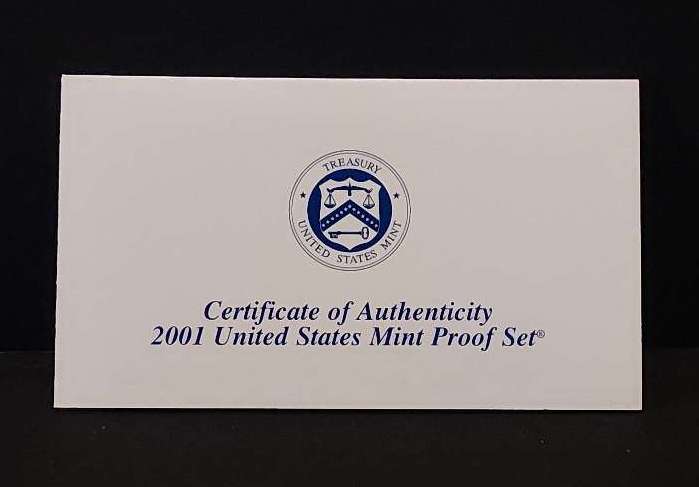 TREASURY
UNITED STATES MINT
Certificate of Authenticity
2001 United States Mint Proof Set®